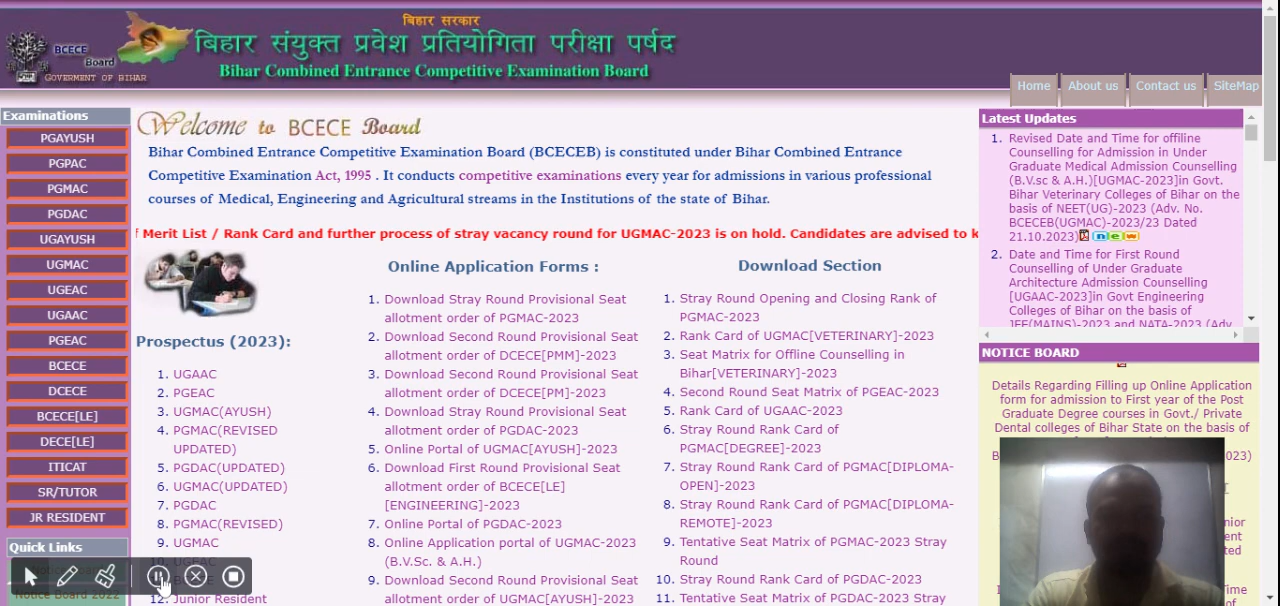 बिहार सरकार
बिहार संयुक्त प्रवेश प्रतियोगिता परीक्षा पर्षद
BCECE
Board
GOVERMENT OF BIHAR
Bihar Combined Entrance Competitive Examination Board
Home
About us
Contact us
SiteMap
Examinations
PGAYUSH
PGPAC
PGMAC
PGDAC
UGAYUSH
UGMAC
UGEAC
UGAAC
PGEAC
BCECE
DCECE
BCECE[LE]
DECE[LE]
ITICAT
SR/TUTOR
JR RESIDENT
Quick Links
Notice Board 2022
Welcome to BCECE Board
Bihar Combined Entrance Competitive Examination Board (BCECEB) is constituted under Bihar Combined Entrance
Competitive Examination Act, 1995 . It conducts competitive examinations every year for admissions in various professional
courses of Medical, Engineering and Agricultural streams in the Institutions of the state of Bihar.
Merit List / Rank Card and further process of stray vacancy round for UGMAC-2023 is on hold. Candidates are advised to
Prospectus (2023):
1. UGAAC
2. PGEAC
3. UGMAC(AYUSH)
4. PGMAC(REVISED
UPDATED)
5. PGDAC(UPDATED)
6. UGMAC(UPDATED)
7. PGDAC
8. PGMAC(REVISED)
9. UGMAC
10. UGEAC
12. Junior Resident
Online Application Forms :
1. Download Stray Round Provisional Seat
allotment order of PGMAC-2023
2. Download Second Round Provisional Seat
allotment order of DCECE[PMM]-2023
3. Download Second Round Provisional Seat
allotment order of DCECE[PM]-2023
4. Download Stray Round Provisional Seat
allotment order of PGDAC-2023
5. Online Portal of UGMAC[AYUSH]-2023
6. Download First Round Provisional Seat
allotment order of BCECE[LE]
[ENGINEERING]-2023
7. Online Portal of PGDAC-2023
8. Online Application portal of UGMAC-2023
(B.V.Sc. & A.H.)
9. Download Second Round Provisional Seat
allotment order of UGMAC[AYUSH]-2023
Download Section
1. Stray Round Opening and Closing Rank of
PGMAC-2023
2. Rank Card of UGMAC[VETERINARY]-2023
3. Seat Matrix for Offline Counselling in
Bihar[VETERINARY]-2023
4. Second Round Seat Matrix of PGEAC-2023
5. Rank Card of UGAAC-2023
6. Stray Round Rank Card of
PGMAC[DEGREE]-2023
7. Stray Round Rank Card of PGMAC[DIPLOMA-
OPEN]-2023
8. Stray Round Rank Card of PGMAC[DIPLOMA-
REMOTE]-2023
9. Tentative Seat Matrix of PGMAC-2023 Stray
Round
10. Stray Round Rank Card of PGDAC-2023
11. Tentative Seat Matrix of PGDAC-2023 Stray
Latest Updates
1. Revised Date and Time for offiline
Counselling for Admission in Under
Graduate Medical Admission Counselling
(B.V.sc & A.H.)[UGMAC-2023]in Govt.
Bihar Veterinary Colleges of Bihar on the
basis of NEET(UG)-2023 (Adv. No.
BCECEB(UGMAC)-2023/23 Dated
21.10.2023) new
2. Date and Time for First Round
Counselling of Under Graduate
Architecture Admission Counselling
[UGAAC-2023]in Govt Engineering
Colleges of Bihar on the basis of
JEE(MAINS)-2023 and NATA-2023 (Adv.
NOTICE BOARD
Details Regarding Filling up Online Application
form for admission to First year of the Post
Graduate Degree courses in Govt./ Private
Dental colleges of Bihar State on the basis of